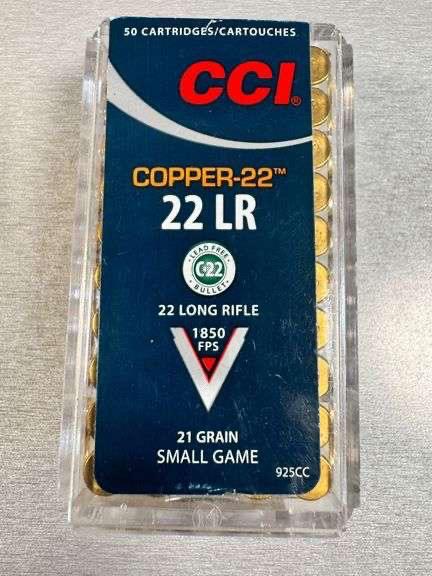 50 CARTRIDGES/CARTOUCHES
CCI®
COPPER-22™
22 LR
LEAD FREE
C22
BULLET
22 LONG RIFLE
1850
FPS
21 GRAIN
SMALL GAME
925CC